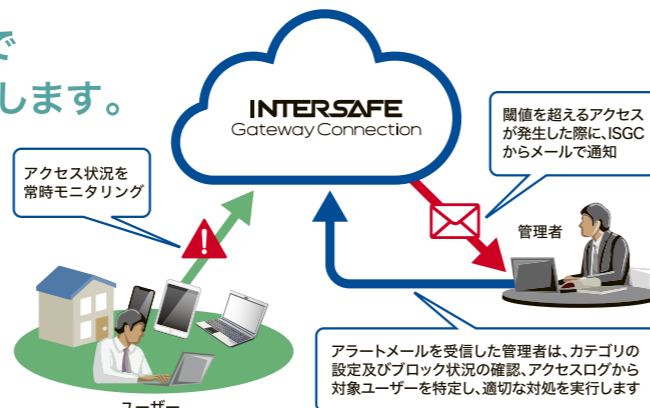 で
します。
INTERSAFE
Gateway Connection
アクセス状況を
常時モニタリング
閾値を超えるアクセス
が発生した際に、ISGC
からメールで通知
管理者
アラートメールを受信した管理者は、カテゴリの
設定及びブロック状況の確認、アクセスログから
対象ユーザーを特定し、適切な対処を実行します
ユーザー